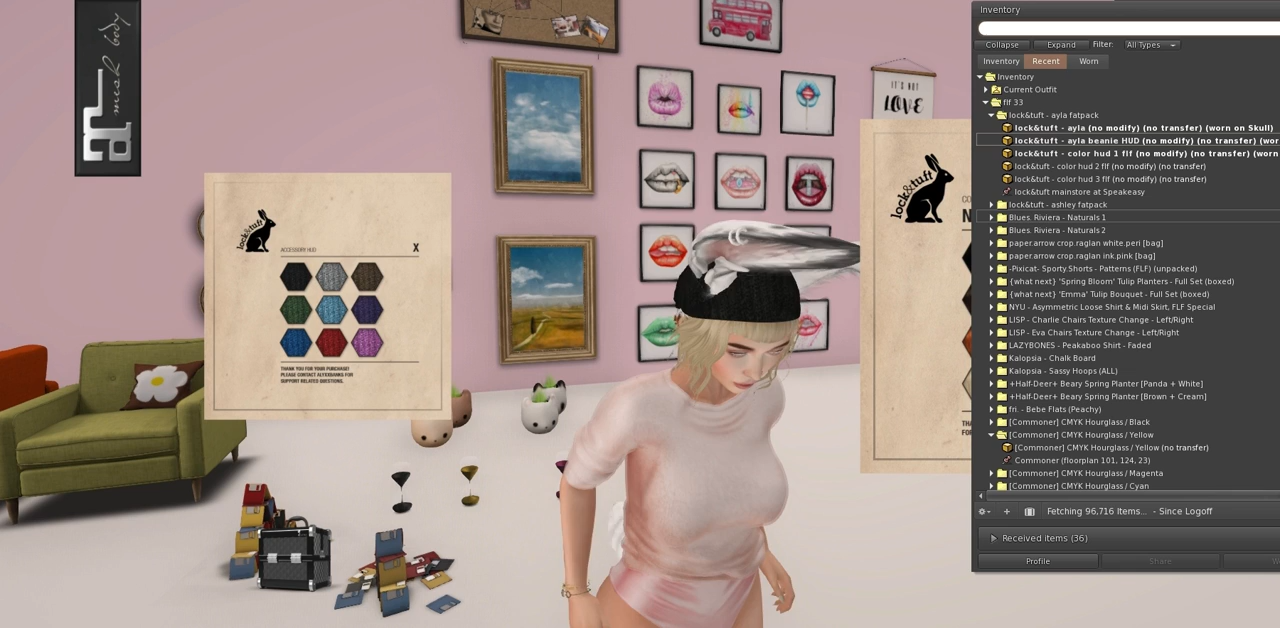 mesh body
IT'S NOT
LOVE
lock&tuft
ACCESSORY HUD
X
THANK YOU FOR YOUR PURCHASE!
PLEASE CONTACT ALYEXBANKS FOR
SUPPORT RELATED QUESTIONS.
lock&tuft
CO
N
THA
FOR
Inventory
Collapse Expand Filter: All Types
Inventory Recent Worn
Inventory
Current Outfit
flf 33
lock&tuft - ayla fatpack
lock&tuft - ayla (no modify) (no transfer) (worn on Skull)
lock&tuft - ayla beanie HUD (no modify) (no transfer) (wor
lock&tuft - color hud 1 flf (no modify) (no transfer) (worn
lock&tuft - color hud 2 flf (no modify) (no transfer)
lock&tuft - color hud 3 flf (no modify) (no transfer)
lock&tuft mainstore at Speakeasy
lock&tuft - ashley fatpack
Blues. Riviera - Naturals 1
Blues. Riviera - Naturals 2
paper.arrow crop.raglan white.peri [bag]
paper.arrow crop.raglan ink.pink [bag]
-Pixicat- Sporty.Shorts - Patterns (FLF) (unpacked)
{what next} 'Spring Bloom' Tulip Planters - Full Set (boxed)
{what next} 'Emma' Tulip Bouquet - Full Set (boxed)
NYU - Asymmetric Loose Shirt & Midi Skirt, FLF Special
LISP - Charlie Chairs Texture Change - Left/Right
LISP - Eva Chairs Texture Change - Left/Right
LAZYBONES - Peakaboo Shirt - Faded
Kalopsia - Chalk Board
Kalopsia - Sassy Hoops (ALL)
+Half-Deer+ Beary Spring Planter [Panda + White]
+Half-Deer+ Beary Spring Planter [Brown + Cream]
fri. - Bebe Flats (Peachy)
[Commoner] CMYK Hourglass / Black
[Commoner] CMYK Hourglass / Yellow
[Commoner] CMYK Hourglass / Yellow (no transfer)
Commoner (floorplan 101, 124, 23)
[Commoner] CMYK Hourglass / Magenta
[Commoner] CMYK Hourglass / Cyan
Fetching 96,716 Items... - Since Logoff
Received items (36)
Profile Share